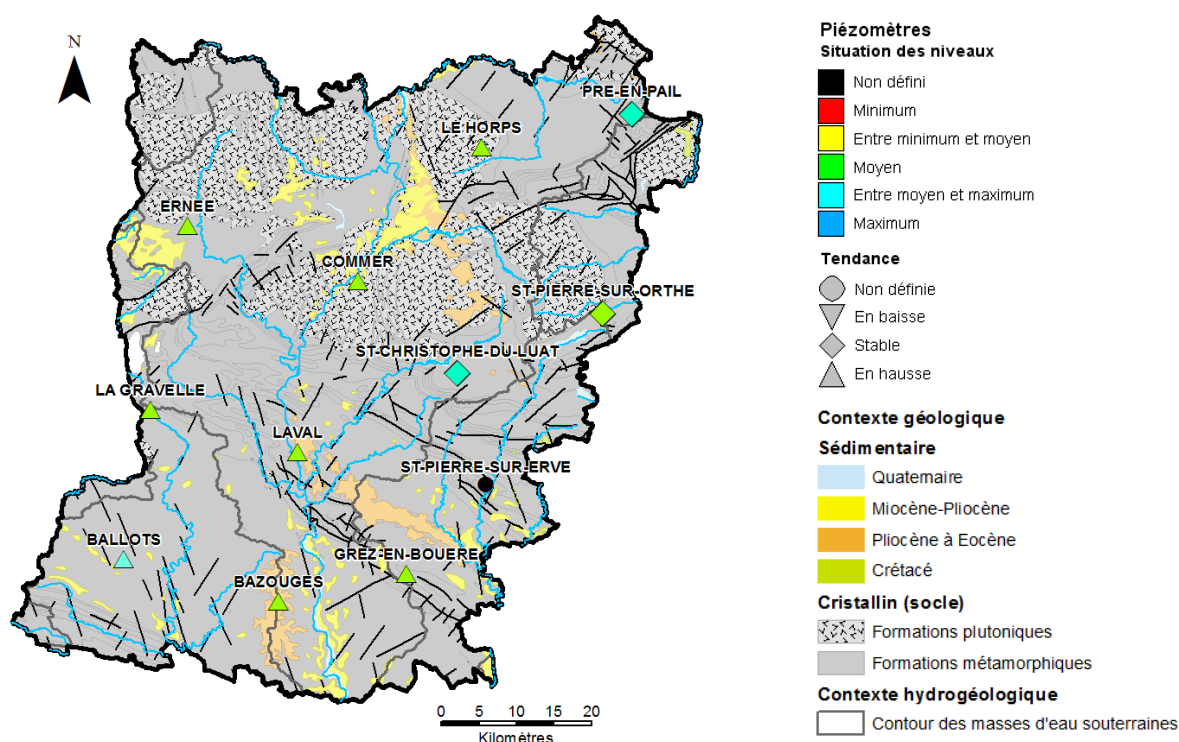 N
PRE-EN-PAIL
LE HORPS
ERNEE
COMMER
ST-PIERRE-SUR-ORTHE
ST-CHRISTOPHE-DU-LUAT
LA GRAVELLE
LAVAL
ST-PIERRE-SUR-ERVE
BALLOTS
GREZ-EN-BOUERE
BAZOUGES
0 5 10 15 20
Kilomètres
Piézomètres
Situation des niveaux
Non défini
Minimum
Entre minimum et moyen
Moyen
Entre moyen et maximum
Maximum
Tendance
Non définie
En baisse
Stable
En hausse
Contexte géologique
Sédimentaire
Quaternaire
Miocène-Pliocène
Pliocène à Eocène
Crétacé
Cristallin (socle)
Formations plutoniques
Formations métamorphiques
Contexte hydrogéologique
Contour des masses d'eau souterraines